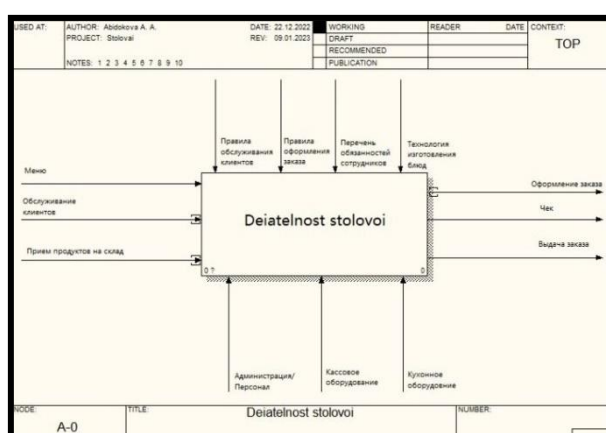 USED AT:
AUTHOR: Abidokova A. A.
DATE: 22.12.2022
WORKING
READER
DATE
CONTEXT:
PROJECT: Stolovai
REV: 09.01.2023
DRAFT
TOP
RECOMMENDED
NOTES: 1 2 3 4 5 6 7 8 9 10
PUBLICATION
Правила
обслуживания
клиентов
Правила
оформления
заказа
Перечень
обязанностей
сотрудников
Технология
изготовления
блюд
Меню
Обслуживание
клиентов
Прием продуктов на склад
Deiatelnost stolovoi
0 ?
0
Оформление заказа
Чек
Выдача заказа
Администрация/
Персонал
Кассовое
оборудование
Кухонное
оборудовние
NODE:
TITLE:
NUMBER:
A-0
Deiatelnost stolovoi